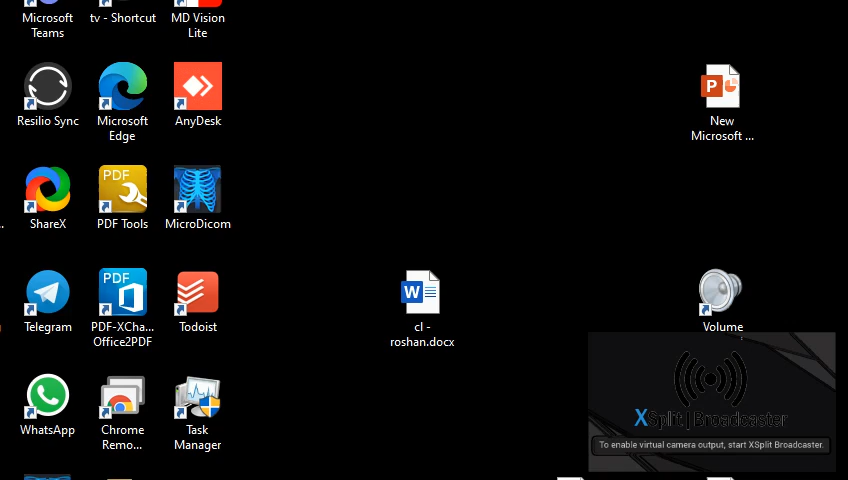 Microsoft
Teams
tv - Shortcut
MD Vision
Lite
Resilio Sync
Microsoft
Edge
AnyDesk
P
New
Microsoft ...
..
ShareX
PDF
PDF Tools
MicroDicom
Telegram
PDF
PDF-XCha...
Office2PDF
Todoist
W
cl -
roshan.docx
Volume
WhatsApp
Chrome
Remo...
Task
Manager
XSplit | Broadcaster
To enable virtual camera output, start XSplit Broadcaster.